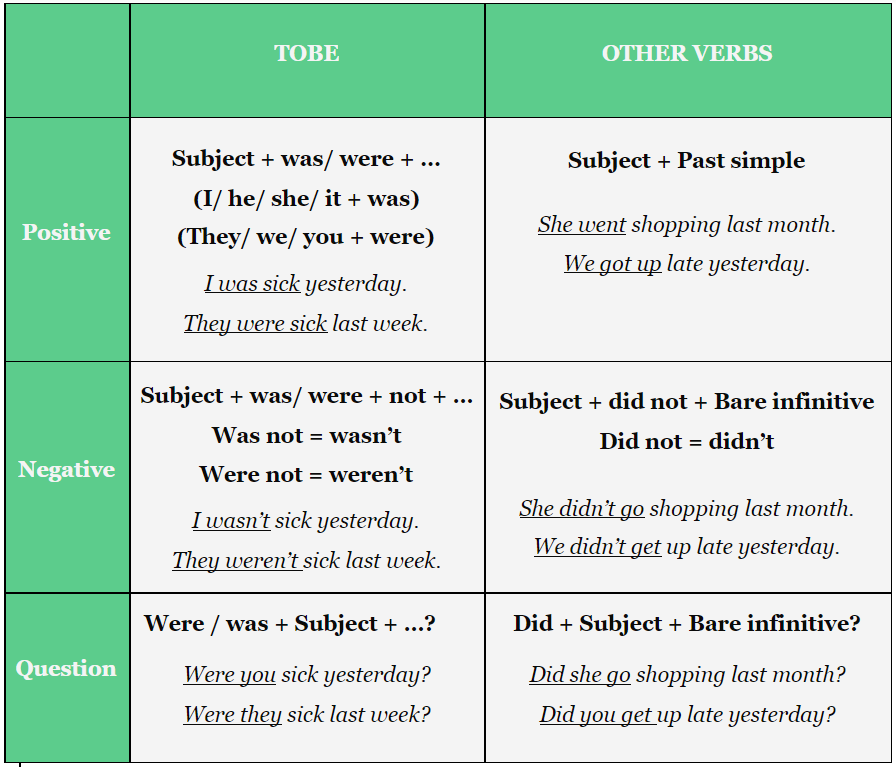 TOBE
OTHER VERBS
Positive
Subject + was/ were + ...
(I/ he/ she/ it + was)
(They/ we/ you + were)
I was sick yesterday.
They were sick last week.
Subject + Past simple
She went shopping last month.
We got up late yesterday.
Negative
Subject + was/ were + not + ...
Was not = wasn’t
Were not = weren’t
I wasn’t sick yesterday.
They weren’t sick last week.
Subject + did not + Bare infinitive
Did not = didn’t
She didn’t go shopping last month.
We didn’t get up late yesterday.
Question
Were / was + Subject + ...?
Were you sick yesterday?
Were they sick last week?
Did + Subject + Bare infinitive?
Did she go shopping last month?
Did you get up late yesterday?